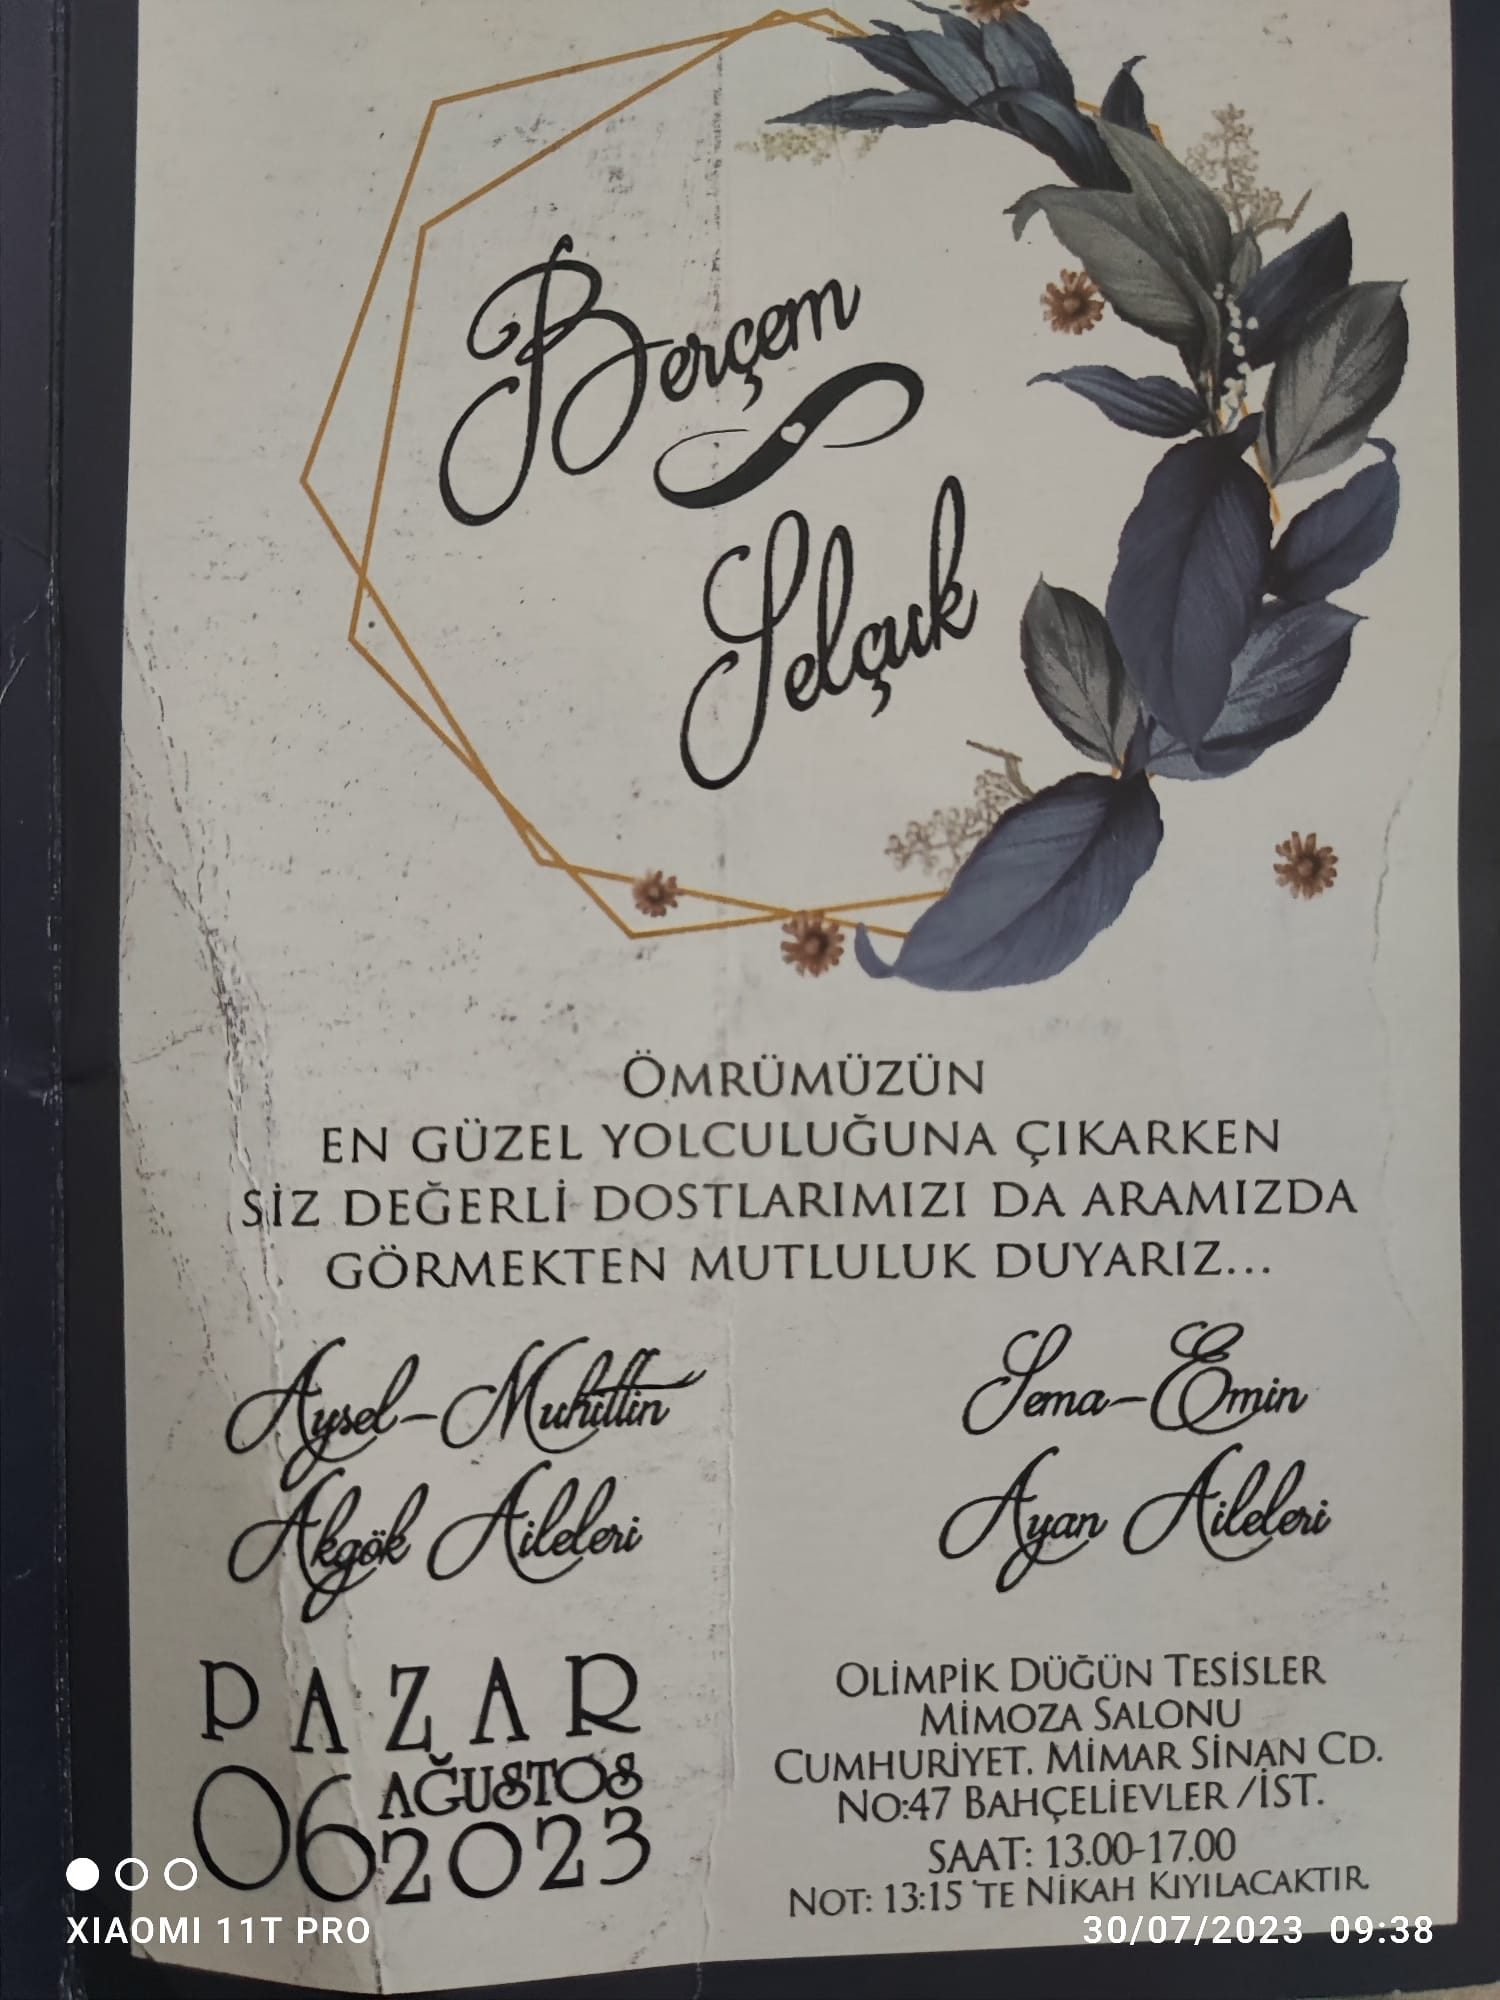 Berçem
Selçuk
ÖMRÜMÜZÜN
EN GÜZEL YOLCULUĞUNA ÇIKARKEN
SİZ DEĞERLİ DOSTLARIMIZI DA ARAMIZDA
GÖRMEKTEN MUTLULUK DUYARIZ...
Aysel-Muhittin
Akgök Aileleri
Sema-Emin
Ayan Aileleri
PAZAR
06 AĞUSTOS
2023
OLİMPİK DÜĞÜN TESİSLER
MİMOZA SALONU
CUMHURİYET. MİMAR SİNAN CD.
NO:47 BAHÇELİEVLER /İST.
SAAT: 13.00-17.00
NOT: 13:15 'TE NİKAH KIYILACAKTIR
XIAOMI 11T PRO
30/07/2023 09:38